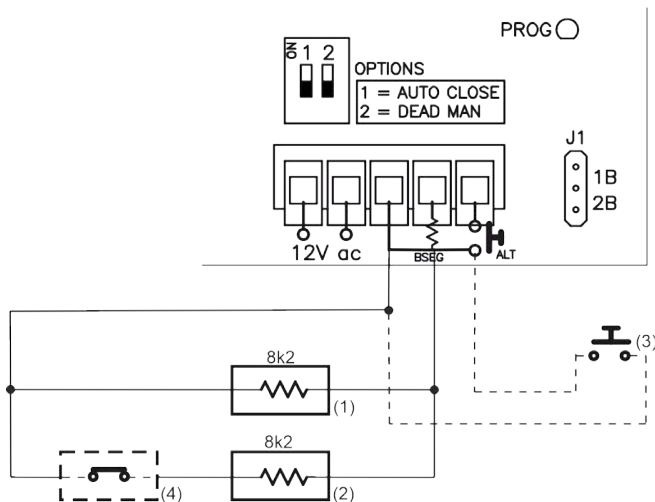 PROG
NO
1 2
OPTIONS
1 = AUTO CLOSE
2 = DEAD MAN
J1
1B
2B
12V ac
BSEG
ALT
(3)
8k2
(1)
8k2
(4)
(2)